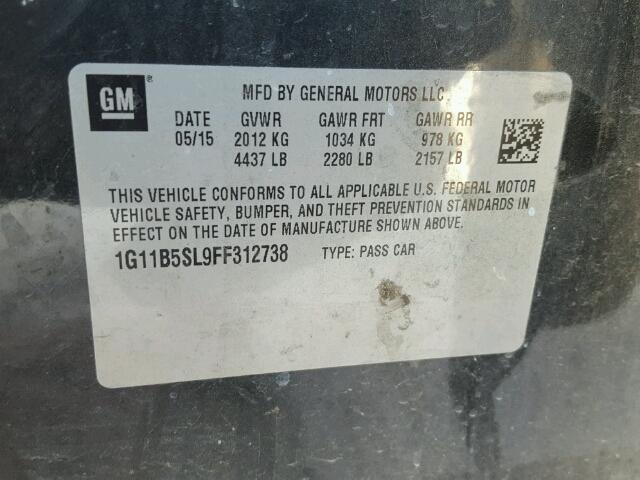 GM®
MFD BY GENERAL MOTORS LLC
DATE GVWR GAWR FRT GAWR RR
05/15 2012 KG 1034 KG 978 KG
4437 LB 2280 LB 2157 LB
THIS VEHICLE CONFORMS TO ALL APPLICABLE U.S. FEDERAL MOTOR
VEHICLE SAFETY, BUMPER, AND THEFT PREVENTION STANDARDS IN
EFFECT ON THE DATE OF MANUFACTURE SHOWN ABOVE.
1G11B5SL9FF312738 TYPE: PASS CAR